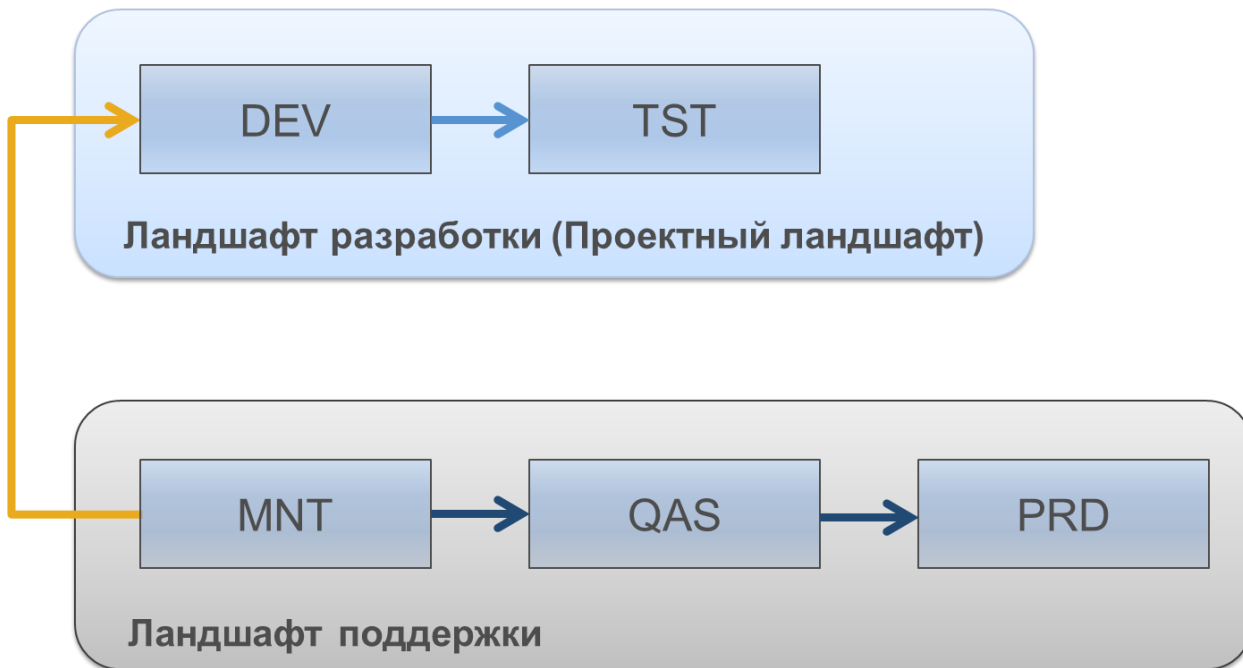 DEV
TST
Ландшафт разработки (Проектный ландшафт)
MNT
QAS
PRD
Ландшафт поддержки